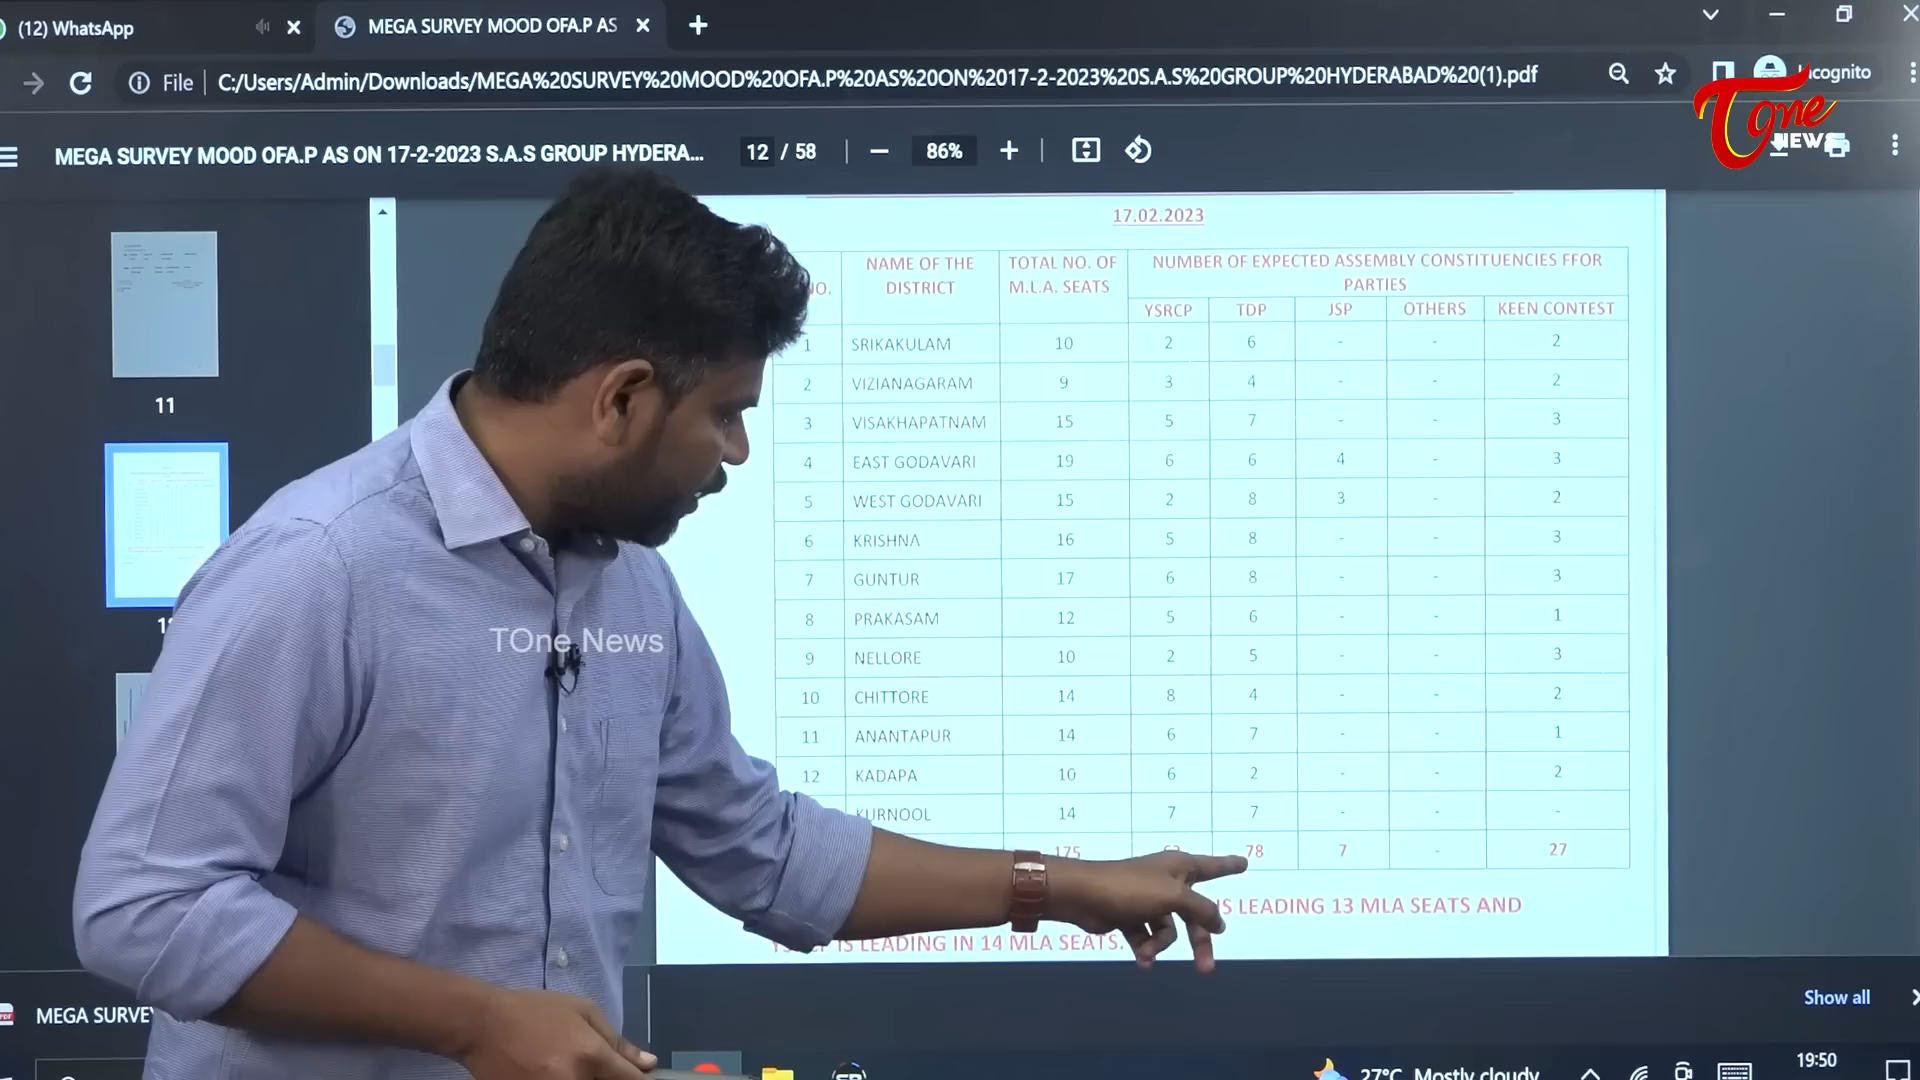 (12) WhatsApp
MEGA SURVEY MOOD OFA.P AS
File
C:/Users/Admin/Downloads/MEGA%20SURVEY%20MOOD%20OFA.P%20AS%20ON%2017-2-2023%20S.A.S%20GROUP%20HYDERABAD%20(1).pdf
Incognito
TOne
NEWS
MEGA SURVEY MOOD OFA.P AS ON 17-2-2023 S.A.S GROUP HYDERA...
12 / 58
86%
11
17.02.2023
NO. NAME OF THE DISTRICT TOTAL NO. OF M.L.A. SEATS NUMBER OF EXPECTED ASSEMBLY CONSTITUENCIES FFOR PARTIES
YSRCP TDP JSP OTHERS KEEN CONTEST
1 SRIKAKULAM 10 2 6 - - 2
2 VIZIANAGARAM 9 3 4 - - 2
3 VISAKHAPATNAM 15 5 7 - - 3
4 EAST GODAVARI 19 6 6 4 - 3
5 WEST GODAVARI 15 2 8 3 - 2
6 KRISHNA 16 5 8 - - 3
7 GUNTUR 17 6 8 - - 3
8 PRAKASAM 12 5 6 - - 1
9 NELLORE 10 2 5 - - 3
10 CHITTORE 14 8 4 - - 2
11 ANANTAPUR 14 6 7 - - 1
12 KADAPA 10 6 2 - - 2
KURNOOL 14 7 7 - - -
175 78 7 - 27
IS LEADING 13 MLA SEATS AND
IS LEADING IN 14 MLA SEATS.
TOne News
MEGA SURVEY
Show all
27°C Mostly cloudy
19:50